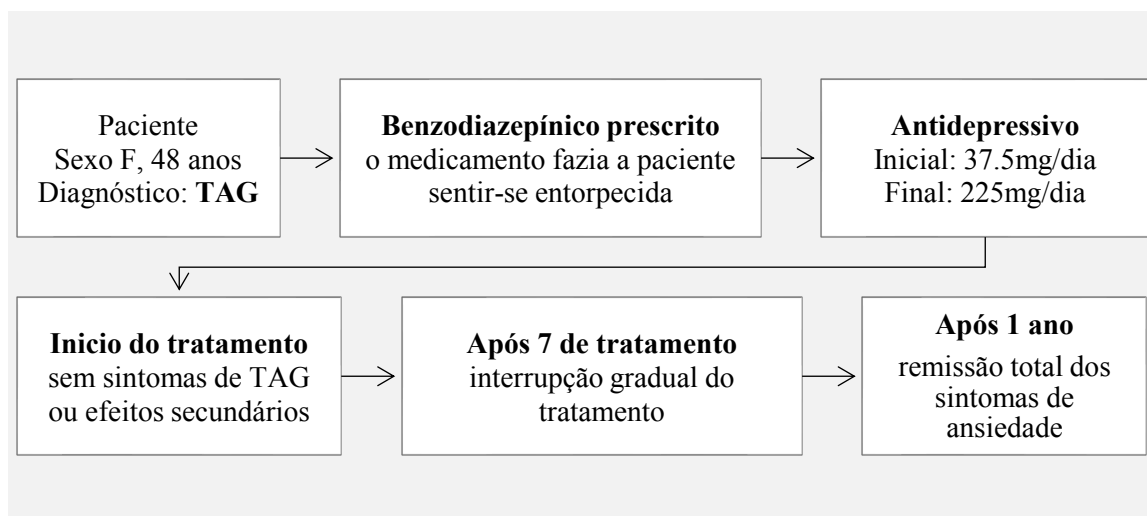 Paciente
Sexo F, 48 anos
Diagnóstico: TAG
Benzodiazepínico prescrito
o medicamento fazia a paciente
sentir-se entorpecida
Antidepressivo
Inicial: 37.5mg/dia
Final: 225mg/dia
Inicio do tratamento
sem sintomas de TAG
ou efeitos secundários
Após 7 de tratamento
interrupção gradual do
tratamento
Após 1 ano
remissão total dos
sintomas de
ansiedade